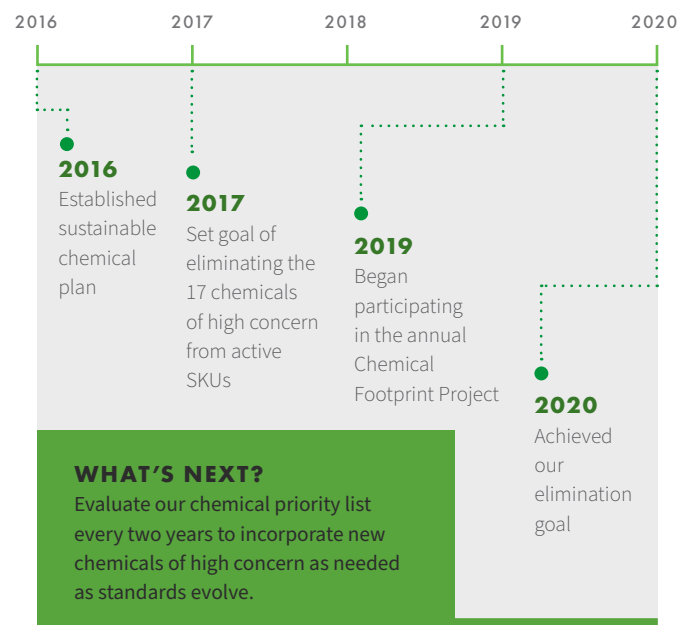 2016 2017 2018 2019 2020
2016
Established
sustainable
chemical
plan
2017
Set goal of
eliminating the
17 chemicals
of high concern
from active
SKUs
2019
Began
participating
in the annual
Chemical
Footprint Project
2020
Achieved
our
elimination
goal
WHAT’S NEXT?
Evaluate our chemical priority list
every two years to incorporate new
chemicals of high concern as needed
as standards evolve.